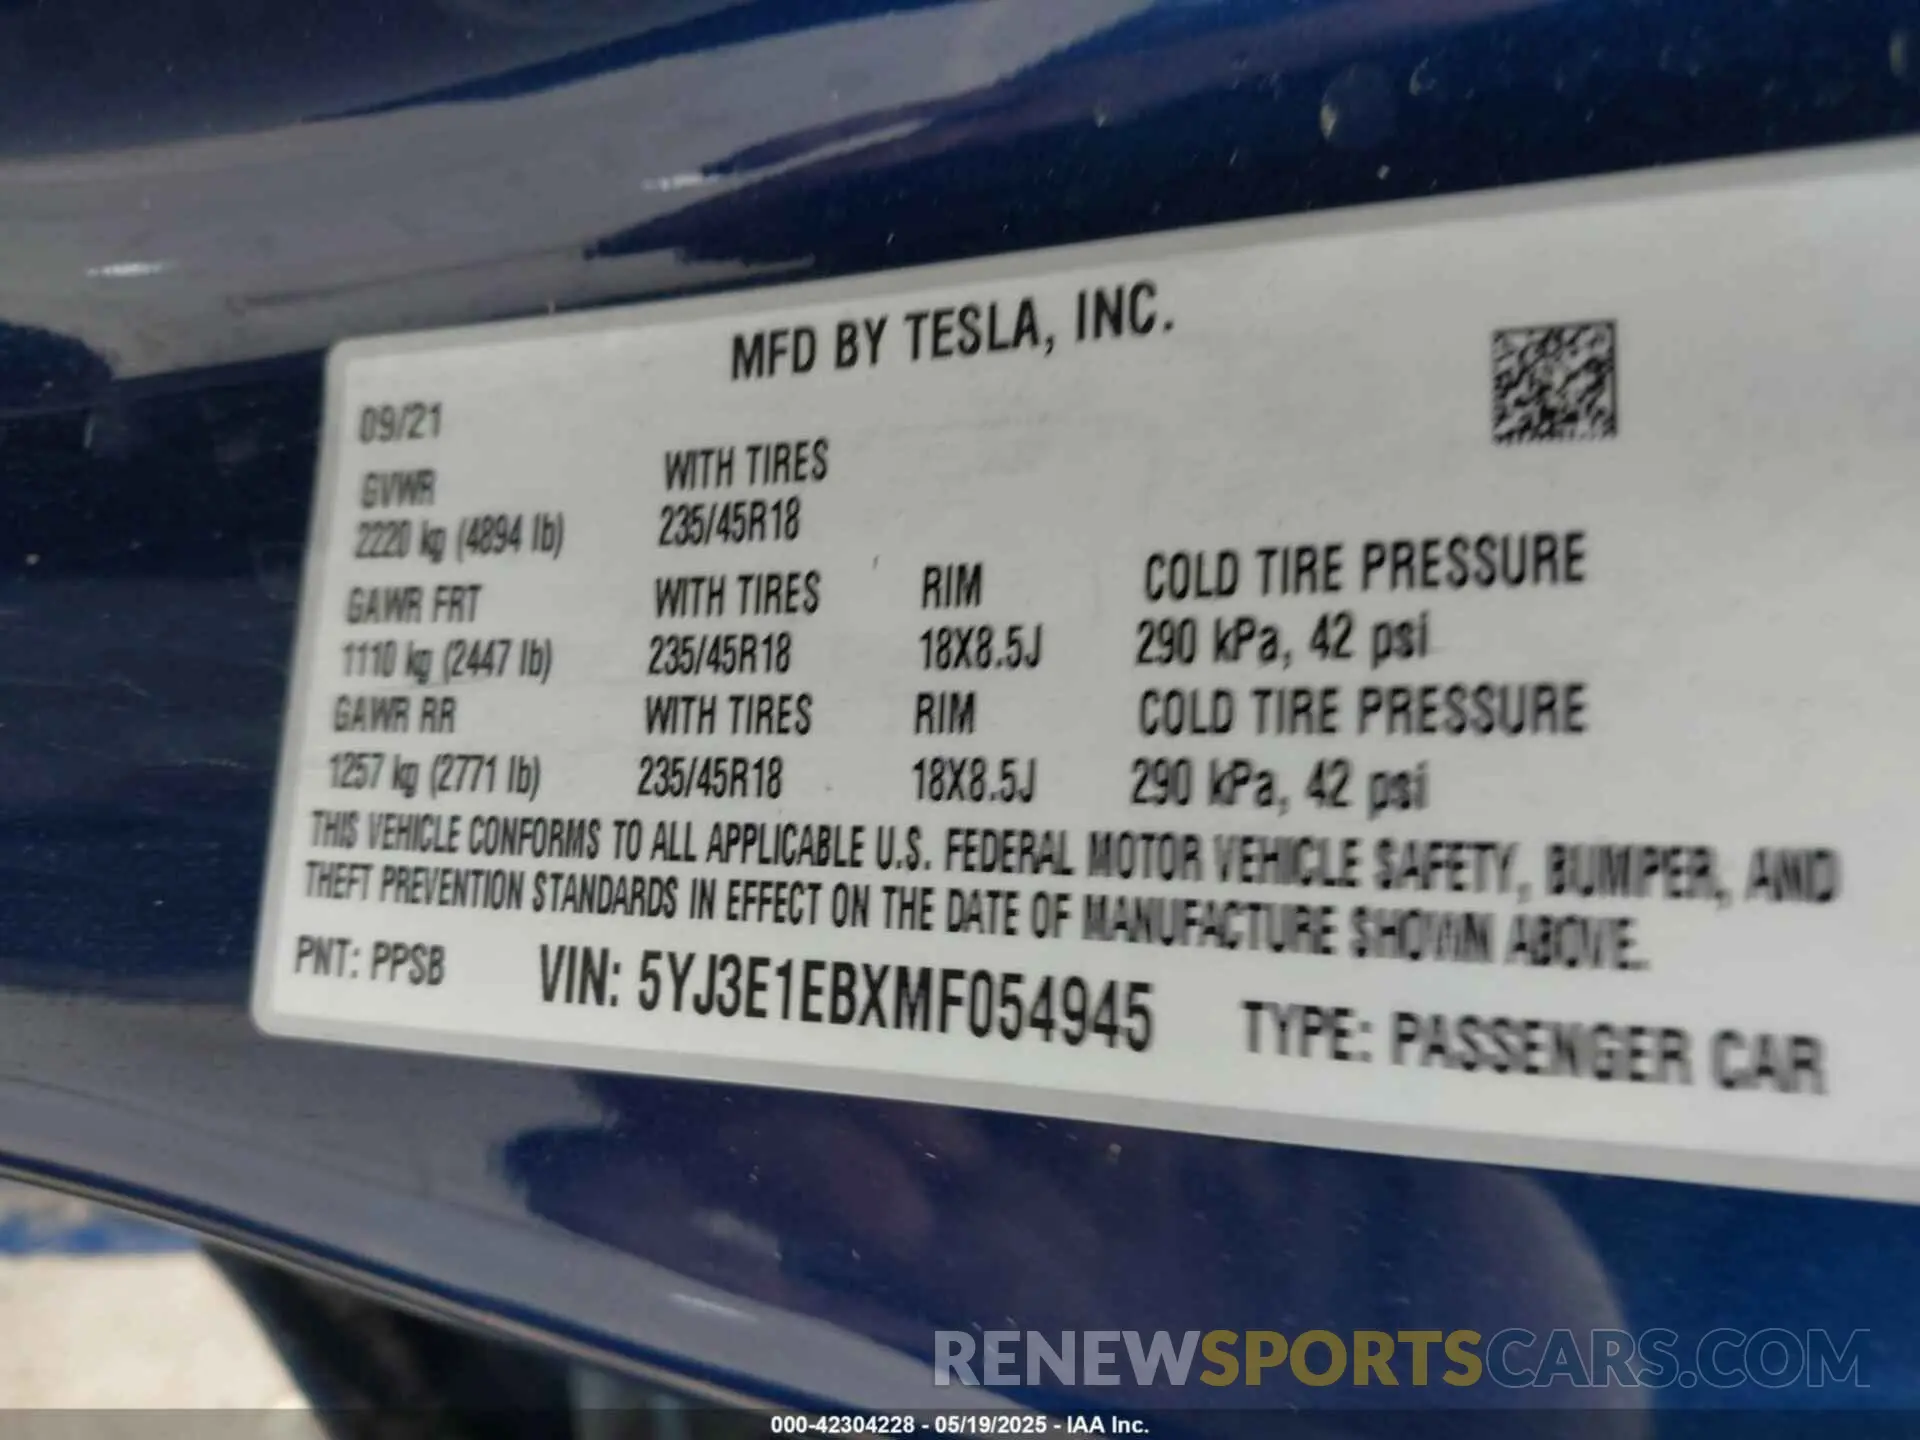 MFD BY TESLA, INC.
09/21
GVWR WITH TIRES
2220 kg (4894 lb) 235/45R18
GAWR FRT WITH TIRES RIM COLD TIRE PRESSURE
1110 kg (2447 lb) 235/45R18 18X8.5J 290 kPa, 42 psi
GAWR RR WITH TIRES RIM COLD TIRE PRESSURE
1257 kg (2771 lb) 235/45R18 18X8.5J 290 kPa, 42 psi
THIS VEHICLE CONFORMS TO ALL APPLICABLE U.S. FEDERAL MOTOR VEHICLE SAFETY, BUMPER, AND
THEFT PREVENTION STANDARDS IN EFFECT ON THE DATE OF MANUFACTURE SHOWN ABOVE.
PNT: PPSB VIN: 5YJ3E1EBXMF054945 TYPE: PASSENGER CAR
RENEWSPORTSCARS.COM
000-42304228 - 05/19/2025 - IAA Inc.